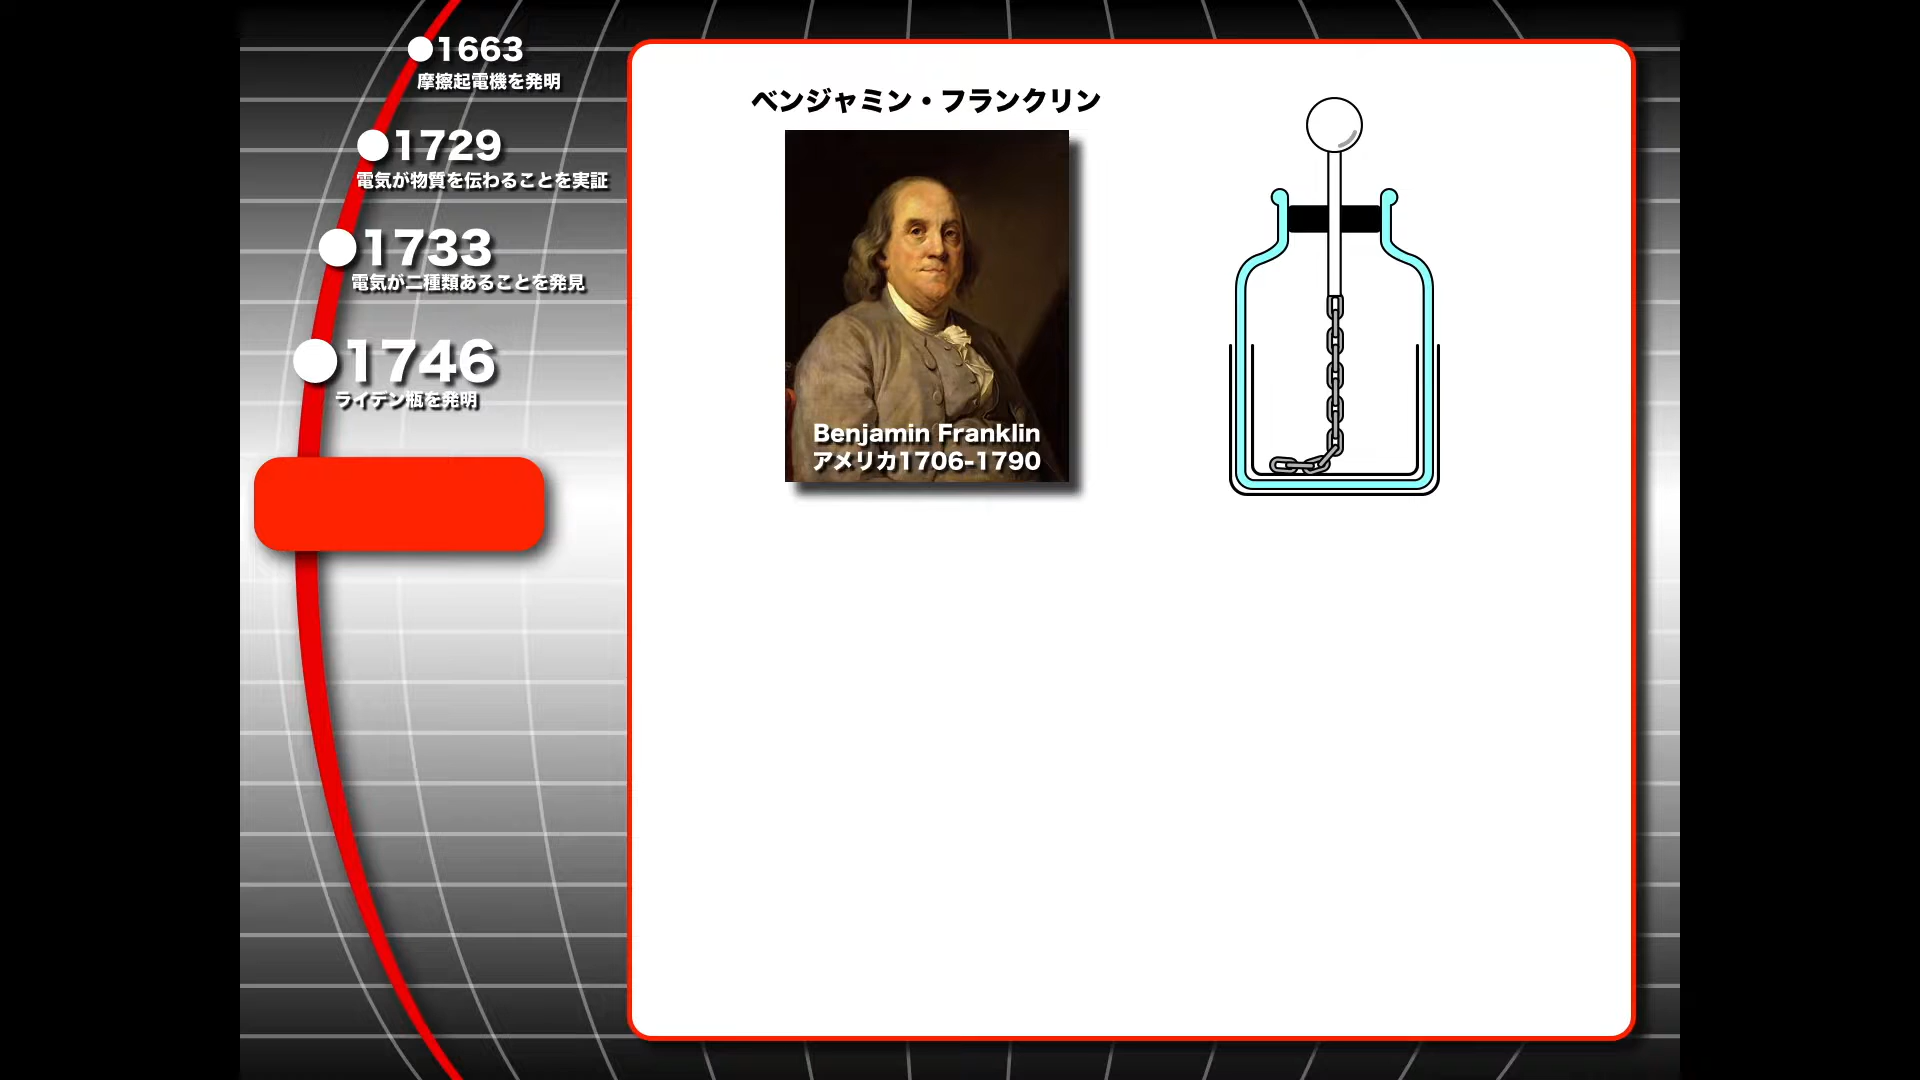 1663
摩擦起電機を発明
1729
電気が物質を伝わることを実証
1733
電気が二種類あることを発見
1746
ライデン瓶を発明
ベンジャミン・フランクリン
Benjamin Franklin
アメリカ1706-1790